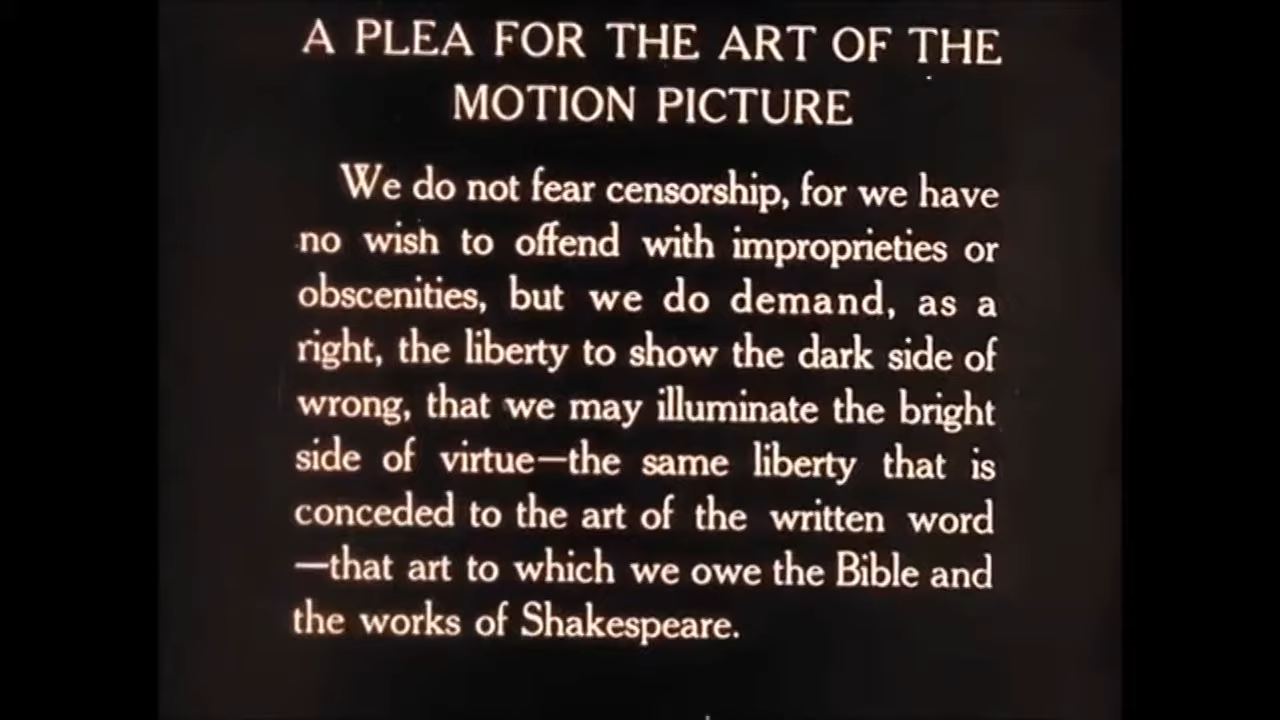 A PLEA FOR THE ART OF THE
MOTION PICTURE
We do not fear censorship, for we have
no wish to offend with improprieties or
obscenities, but we do demand, as a
right, the liberty to show the dark side of
wrong, that we may illuminate the bright
side of virtue—the same liberty that is
conceded to the art of the written word
—that art to which we owe the Bible and
the works of Shakespeare.